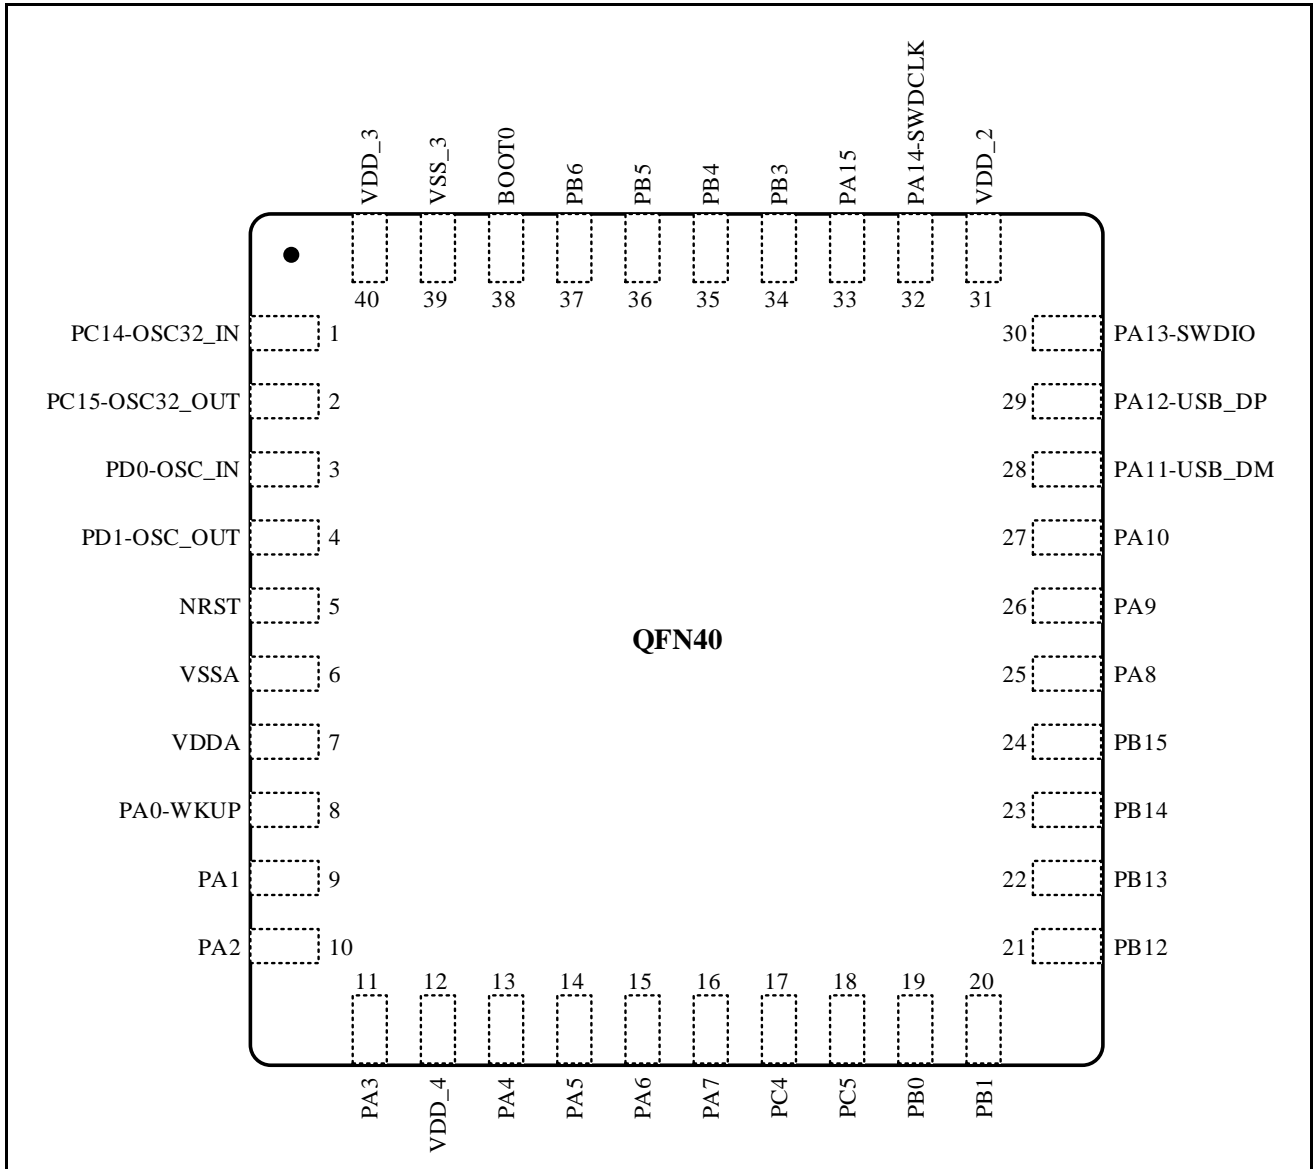 VDD_3
VSS_3
BOOT0
PB6
PB5
PB4
PB3
PA15
PA14-SWDCLK
VDD_2
40 39 38 37 36 35 34 33 32 31
PC14-OSC32_IN 1 30 PA13-SWDIO
PC15-OSC32_OUT 2 29 PA12-USB_DP
PD0-OSC_IN 3 28 PA11-USB_DM
PD1-OSC_OUT 4 27 PA10
NRST 5 26 PA9
QFN40
VSSA 6 25 PA8
VDDA 7 24 PB15
PA0-WKUP 8 23 PB14
PA1 9 22 PB13
PA2 10 21 PB12
11 12 13 14 15 16 17 18 19 20
PA3
VDD_4
PA4
PA5
PA6
PA7
PC4
PC5
PB0
PB1